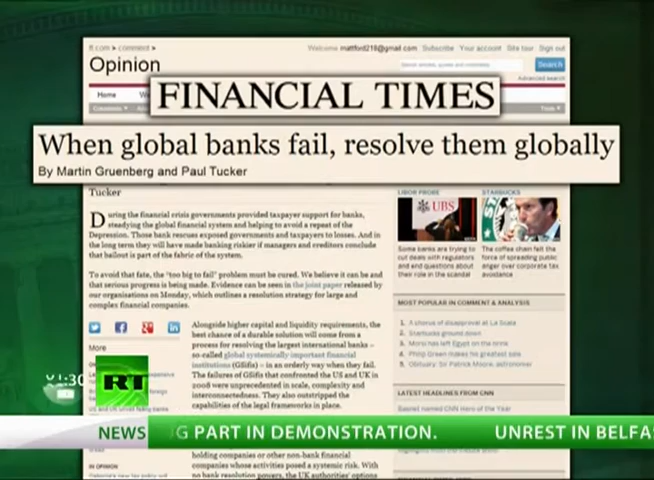 ft.com > comment >
Welcome mattford218@gmail.com Subscribe Your account Site tour Sign out
Opinion
Search
Advanced search
Home
FINANCIAL TIMES
Tools
When global banks fail, resolve them globally
By Martin Gruenberg and Paul Tucker
Tucker
During the financial crisis governments provided taxpayer support for banks,
steadying the global financial system and helping to avoid a repeat of the
Depression. Those bank rescues exposed governments and taxpayers to losses. And in
the long term they will have made banking riskier if managers and creditors conclude
that bailout is part of the fabric of the system.
To avoid that fate, the "too big to fail" problem must be cured. We believe it can be and
that serious progress is being made. Evidence can be seen in the joint paper released by
our organisations on Monday, which outlines a resolution strategy for large and
complex financial companies.
More
Alongside higher capital and liquidity requirements, the
best chance of a durable solution will come from a
process for resolving the largest international banks –
so-called global systemically important financial
institutions (Gsifis) – in an orderly way when they fail.
The failures of Gsifis that confronted the US and UK in
2008 were unprecedented in scale, complexity and
interconnectedness. They also outstripped the
capabilities of the legal frameworks in place.
holding companies or other non-bank financial
companies whose activities posed a systemic risk. With
no bank resolution powers, the UK authorities' options
IN OPINION
LIBOR PROBE
STARBUCKS
UBS
Some banks are trying to
cut deals with regulators
and end questions about
their role in the scandal
The coffee chain felt the
force of spreading public
anger over corporate tax
avoidance
MOST POPULAR IN COMMENT & ANALYSIS
1. A chorus of disapproval at La Scala
2. Starbucks ground down
3. Morsi has left Egypt on the brink
4. Philip Green makes his greatest sale
5. Obituary: Sir Patrick Moore, astronomer
LATEST HEADLINES FROM CNN
Gasnet named CNN Hero of the Year
01:30
RT
NEWS
G PART IN DEMONSTRATION. UNREST IN BELFA